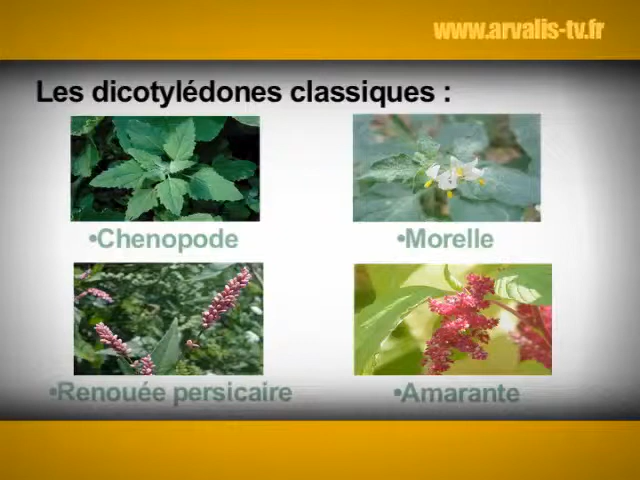 www.arvalis-tv.fr
Les dicotylédones classiques :
•Chenopode
•Morelle
•Renouée persicaire
•Amarante